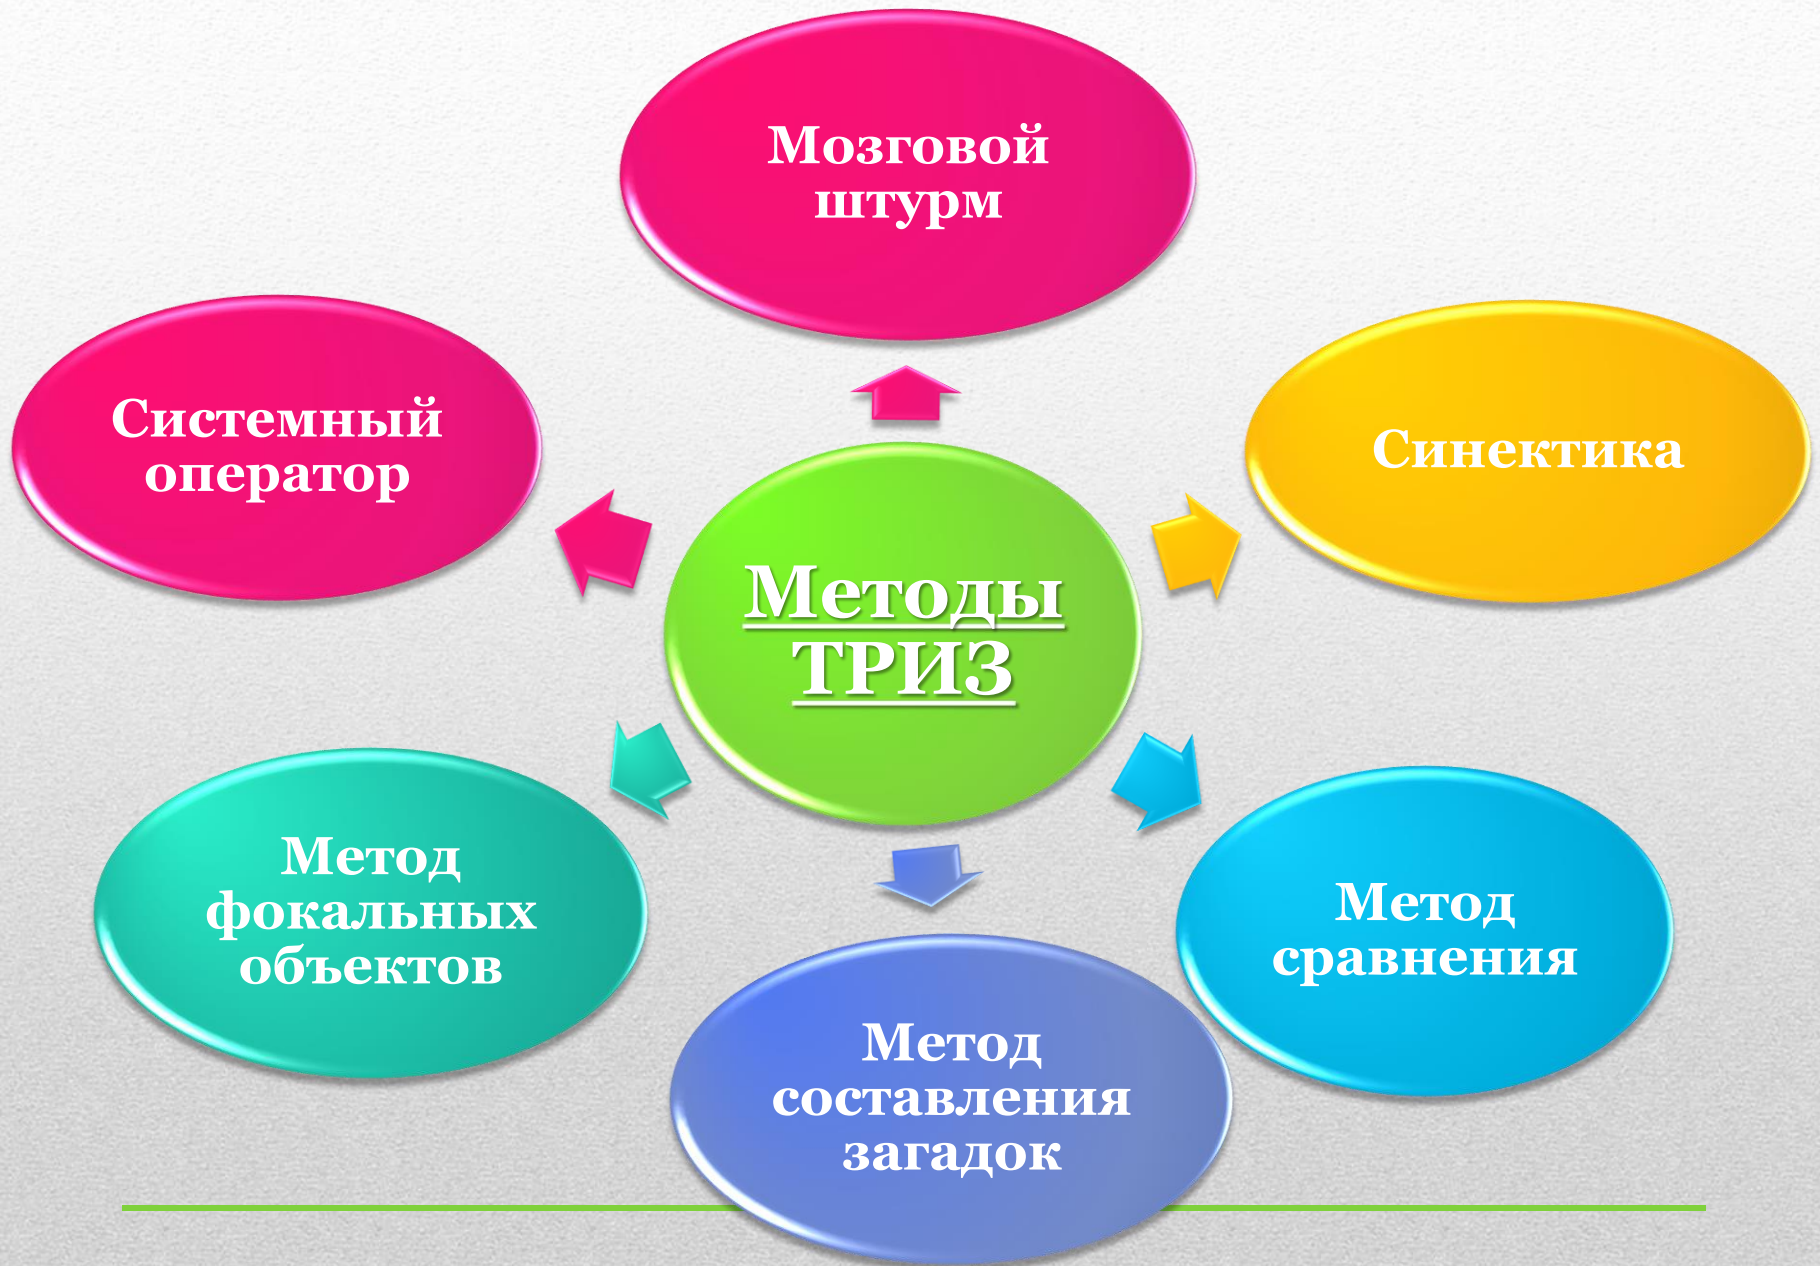 Мозговой
штурм
Системный
оператор
Синектика
Методы
ТРИЗ
Метод
фокальных
объектов
Метод
сравнения
Метод
составления
загадок